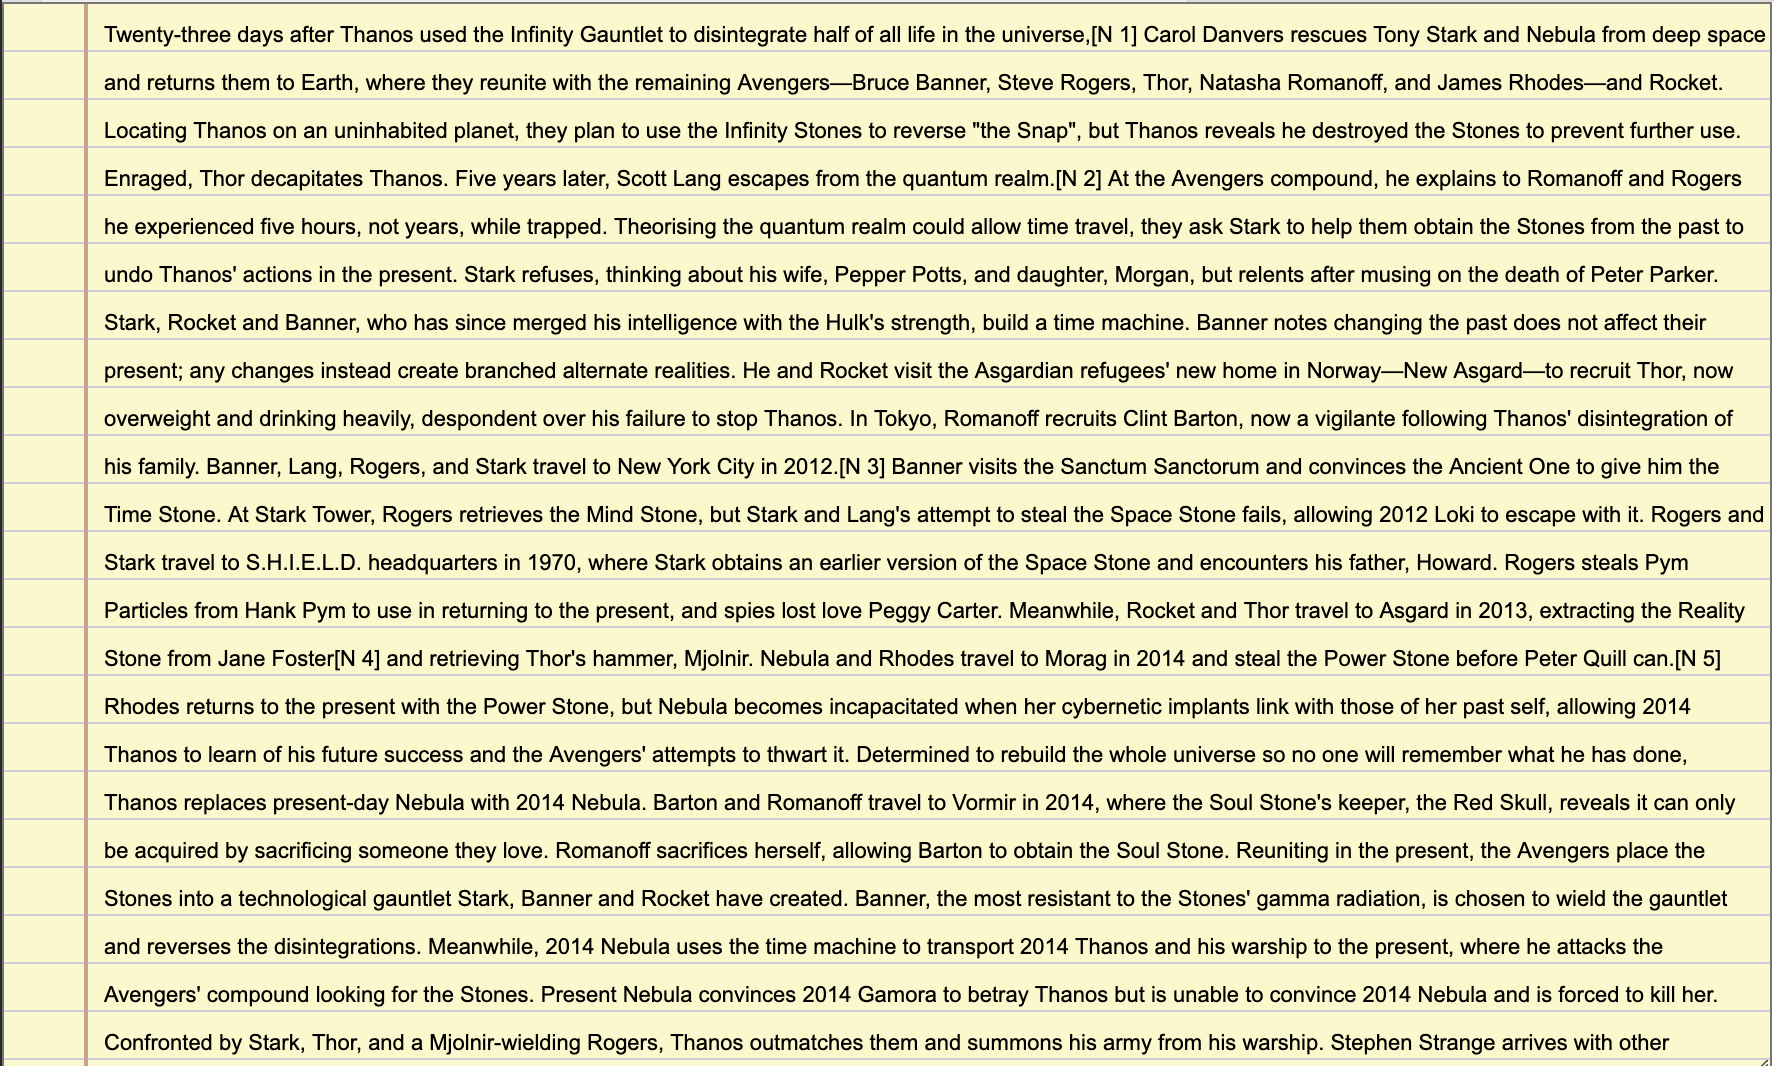 Twenty-three days after Thanos used the Infinity Gauntlet to disintegrate half of all life in the universe,[N 1] Carol Danvers rescues Tony Stark and Nebula from deep space
and returns them to Earth, where they reunite with the remaining Avengers—Bruce Banner, Steve Rogers, Thor, Natasha Romanoff, and James Rhodes—and Rocket.
Locating Thanos on an uninhabited planet, they plan to use the Infinity Stones to reverse "the Snap", but Thanos reveals he destroyed the Stones to prevent further use.
Enraged, Thor decapitates Thanos. Five years later, Scott Lang escapes from the quantum realm.[N 2] At the Avengers compound, he explains to Romanoff and Rogers
he experienced five hours, not years, while trapped. Theorising the quantum realm could allow time travel, they ask Stark to help them obtain the Stones from the past to
undo Thanos' actions in the present. Stark refuses, thinking about his wife, Pepper Potts, and daughter, Morgan, but relents after musing on the death of Peter Parker.
Stark, Rocket and Banner, who has since merged his intelligence with the Hulk's strength, build a time machine. Banner notes changing the past does not affect their
present; any changes instead create branched alternate realities. He and Rocket visit the Asgardian refugees' new home in Norway—New Asgard—to recruit Thor, now
overweight and drinking heavily, despondent over his failure to stop Thanos. In Tokyo, Romanoff recruits Clint Barton, now a vigilante following Thanos' disintegration of
his family. Banner, Lang, Rogers, and Stark travel to New York City in 2012.[N 3] Banner visits the Sanctum Sanctorum and convinces the Ancient One to give him the
Time Stone. At Stark Tower, Rogers retrieves the Mind Stone, but Stark and Lang's attempt to steal the Space Stone fails, allowing 2012 Loki to escape with it. Rogers and
Stark travel to S.H.I.E.L.D. headquarters in 1970, where Stark obtains an earlier version of the Space Stone and encounters his father, Howard. Rogers steals Pym
Particles from Hank Pym to use in returning to the present, and spies lost love Peggy Carter. Meanwhile, Rocket and Thor travel to Asgard in 2013, extracting the Reality
Stone from Jane Foster[N 4] and retrieving Thor's hammer, Mjolnir. Nebula and Rhodes travel to Morag in 2014 and steal the Power Stone before Peter Quill can.[N 5]
Rhodes returns to the present with the Power Stone, but Nebula becomes incapacitated when her cybernetic implants link with those of her past self, allowing 2014
Thanos to learn of his future success and the Avengers' attempts to thwart it. Determined to rebuild the whole universe so no one will remember what he has done,
Thanos replaces present-day Nebula with 2014 Nebula. Barton and Romanoff travel to Vormir in 2014, where the Soul Stone's keeper, the Red Skull, reveals it can only
be acquired by sacrificing someone they love. Romanoff sacrifices herself, allowing Barton to obtain the Soul Stone. Reuniting in the present, the Avengers place the
Stones into a technological gauntlet Stark, Banner and Rocket have created. Banner, the most resistant to the Stones' gamma radiation, is chosen to wield the gauntlet
and reverses the disintegrations. Meanwhile, 2014 Nebula uses the time machine to transport 2014 Thanos and his warship to the present, where he attacks the
Avengers' compound looking for the Stones. Present Nebula convinces 2014 Gamora to betray Thanos but is unable to convince 2014 Nebula and is forced to kill her.
Confronted by Stark, Thor, and a Mjolnir-wielding Rogers, Thanos outmatches them and summons his army from his warship. Stephen Strange arrives with other